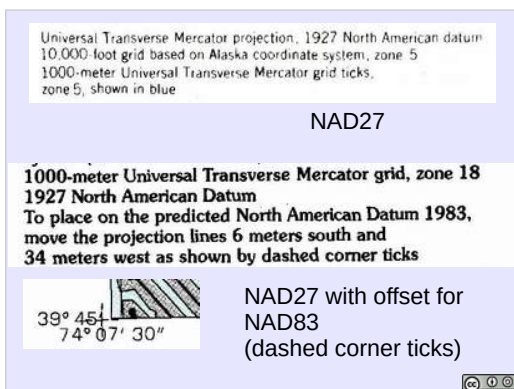 Universal Transverse Mercator projection, 1927 North American datum
10,000-foot grid based on Alaska coordinate system, zone 5
1000-meter Universal Transverse Mercator grid ticks,
zone 5, shown in blue
NAD27
1000-meter Universal Transverse Mercator grid, zone 18
1927 North American Datum
To place on the predicted North American Datum 1983,
move the projection lines 6 meters south and
34 meters west as shown by dashed corner ticks
39° 45'
74° 07' 30"
NAD27 with offset for
NAD83
(dashed corner ticks)
cc